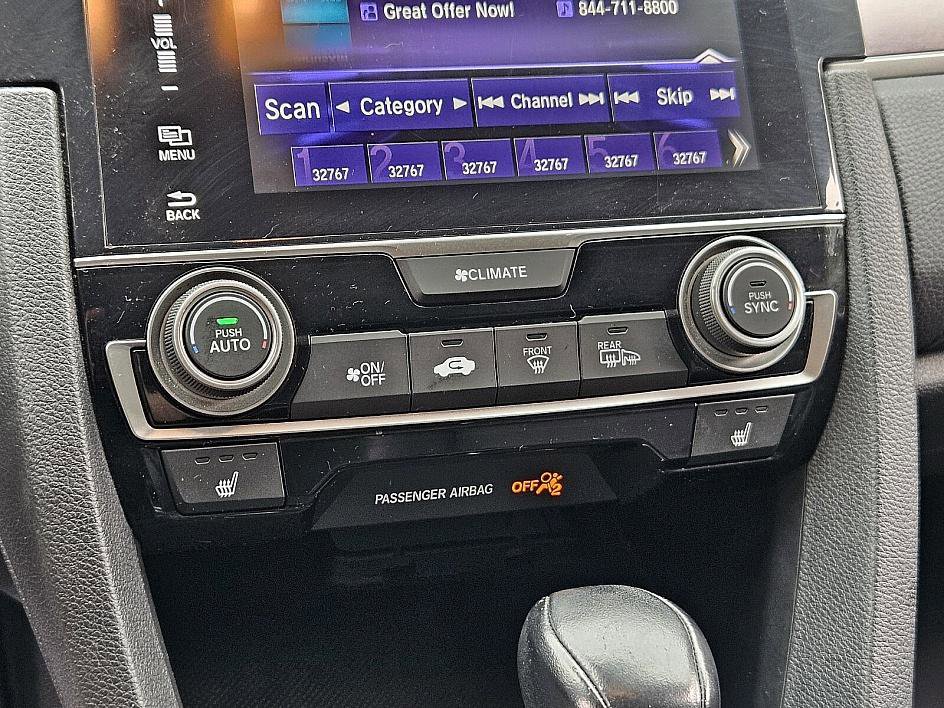 Great Offer Now!
844-711-8800
VOL
Scan
Category
Channel
Skip
MENU
1 32767
2 32767
3 32767
4 32767
5 32767
6 32767
BACK
CLIMATE
PUSH
AUTO
PUSH
SYNC
ON/
OFF
FRONT
REAR
PASSENGER AIRBAG
OFF
2